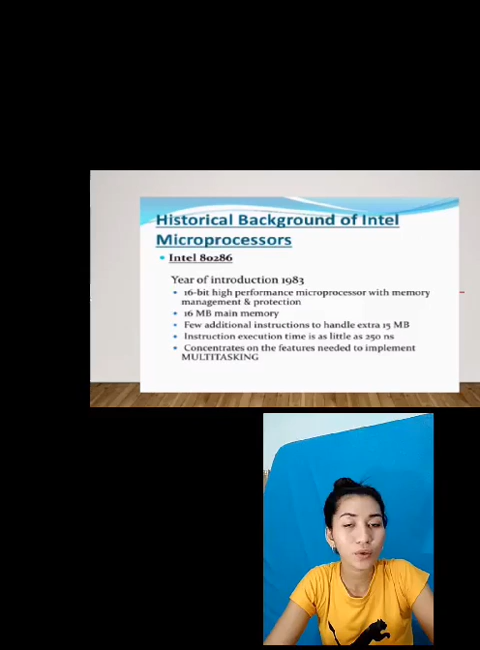 Historical Background of Intel
Microprocessors
Intel 80286
Year of introduction 1983
16-bit high performance microprocessor with memory
management & protection
16 MB main memory
Few additional instructions to handle extra 15 MB
Instruction execution time is as little as 250 ns
Concentrates on the features needed to implement
MULTITASKING